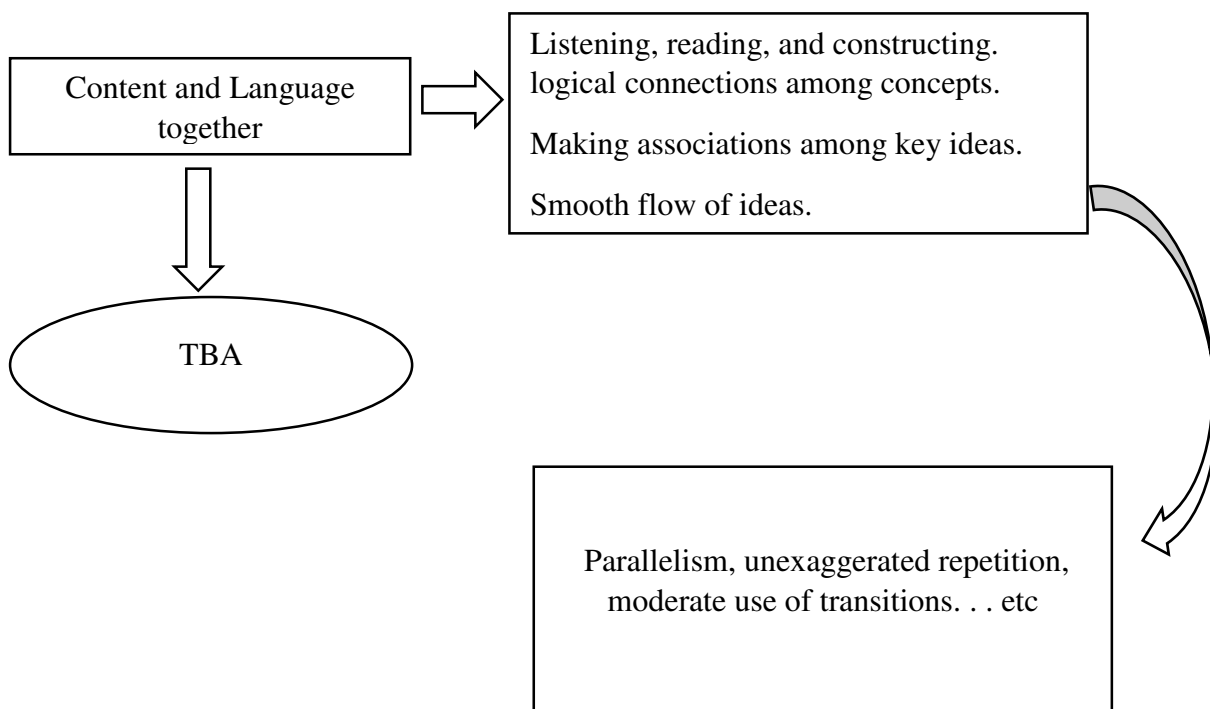 Content and Language
together
Listening, reading, and constructing.
logical connections among concepts.
Making associations among key ideas.
Smooth flow of ideas.
TBA
Parallelism, unexaggerated repetition,
moderate use of transitions. . . etc